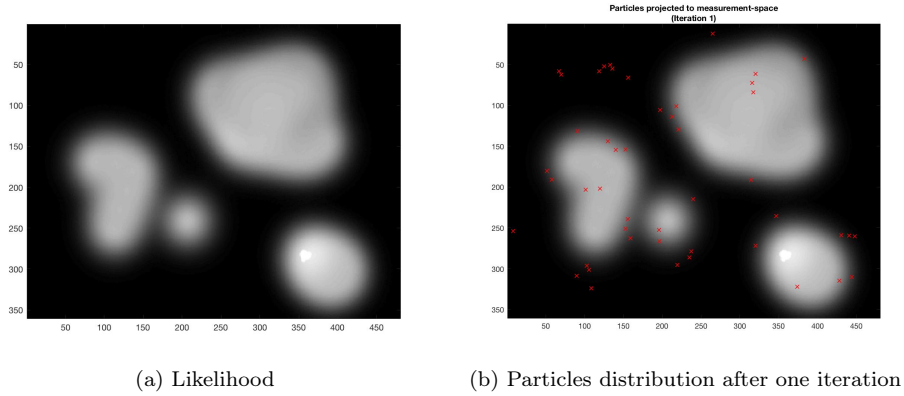 Particles projected to measurement-space
(Iteration 1)
50
100
150
200
250
300
350
50 100 150 200 250 300 350 400 450
50
100
150
200
250
300
350
50 100 150 200 250 300 350 400 450
(a) Likelihood
(b) Particles distribution after one iteration